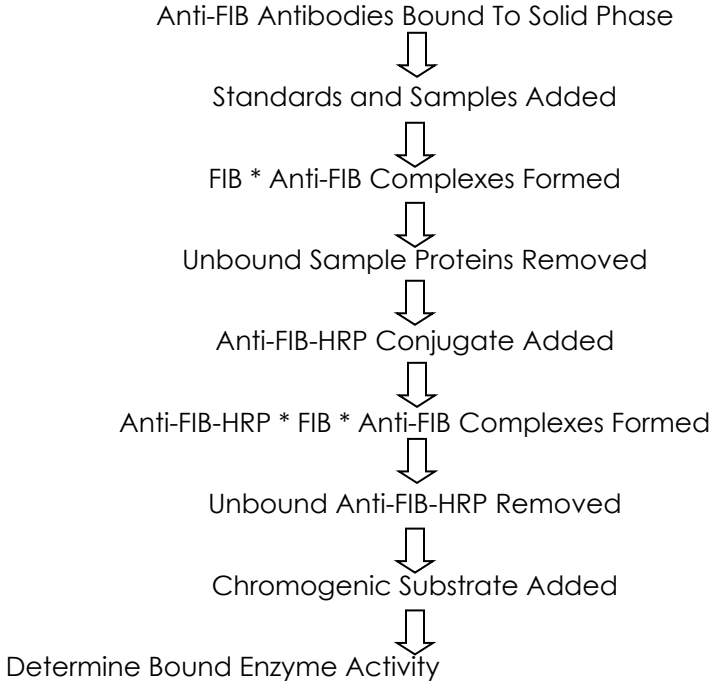 Anti-FIB Antibodies Bound To Solid Phase
Standards and Samples Added
FIB * Anti-FIB Complexes Formed
Unbound Sample Proteins Removed
Anti-FIB-HRP Conjugate Added
Anti-FIB-HRP * FIB * Anti-FIB Complexes Formed
Unbound Anti-FIB-HRP Removed
Chromogenic Substrate Added
Determine Bound Enzyme Activity